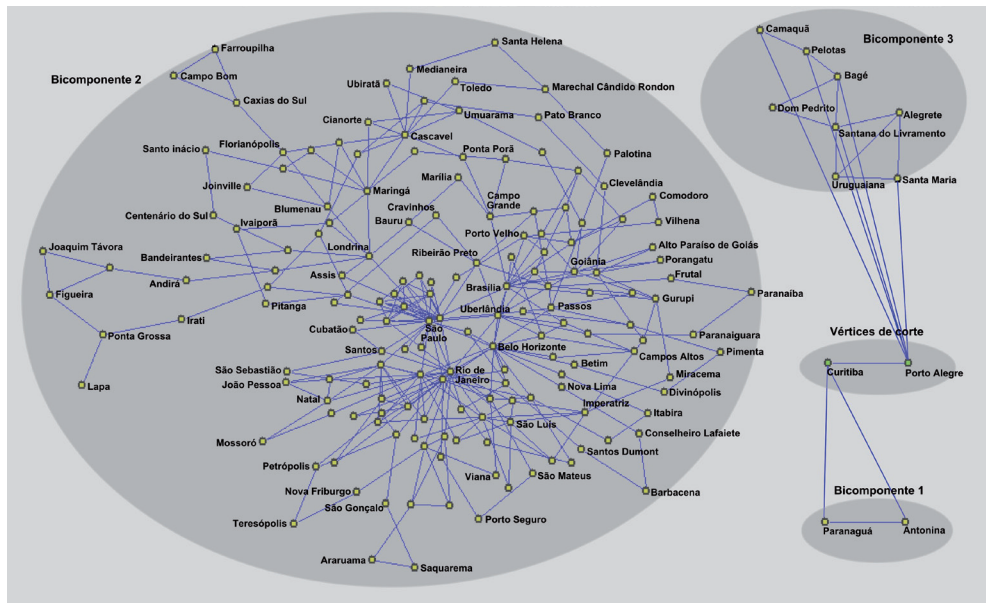 Farroupilha
Bicomponente 2
Campo Bom
Caxias do Sul
Santa Helena
Medianeira
Ubiratã
Toledo
Marechal Cândido Rondon
Cianorte
Umuarama
Pato Branco
Cascavel
Florianópolis
Santo inácio
Ponta Porã
Palotina
Marília
Joinville
Maringá
Clevelândia
Campo
Grande
Comodoro
Cravinhos
Blumenau
Centenário do Sul
Ivaiporã
Bauru
Porto Velho
Vilhena
Joaquim Távora
Londrina
Ribeirão Preto
Alto Paraíso de Goiás
Bandeirantes
Goiânia
Porangatu
Andirá
Assis
Frutal
Brasília
Figueira
Pitanga
Gurupi
Paranaíba
Passos
Uberlândia
Irati
Cubatão
São
Paulo
Ponta Grossa
Paranaiguara
Santos
Belo Horizonte
Campos Altos
Pimenta
Betim
São Sebastião
Rio de
Janeiro
Miracema
João Pessoa
Lapa
Nova Lima
Divinópolis
Natal
Imperatriz
Itabira
São Luis
Mossoró
Conselheiro Lafaiete
Santos Dumont
Petrópolis
Viana
São Mateus
Nova Friburgo
Barbacena
São Gonçalo
Teresópolis
Porto Seguro
Araruama
Saquarema
Camaquã
Bicomponente 3
Pelotas
Bagé
Dom Pedrito
Alegrete
Santana do Livramento
Uruguaiana
Santa Maria
Vértices de corte
Curitiba
Porto Alegre
Bicomponente 1
Paranaguá
Antonina